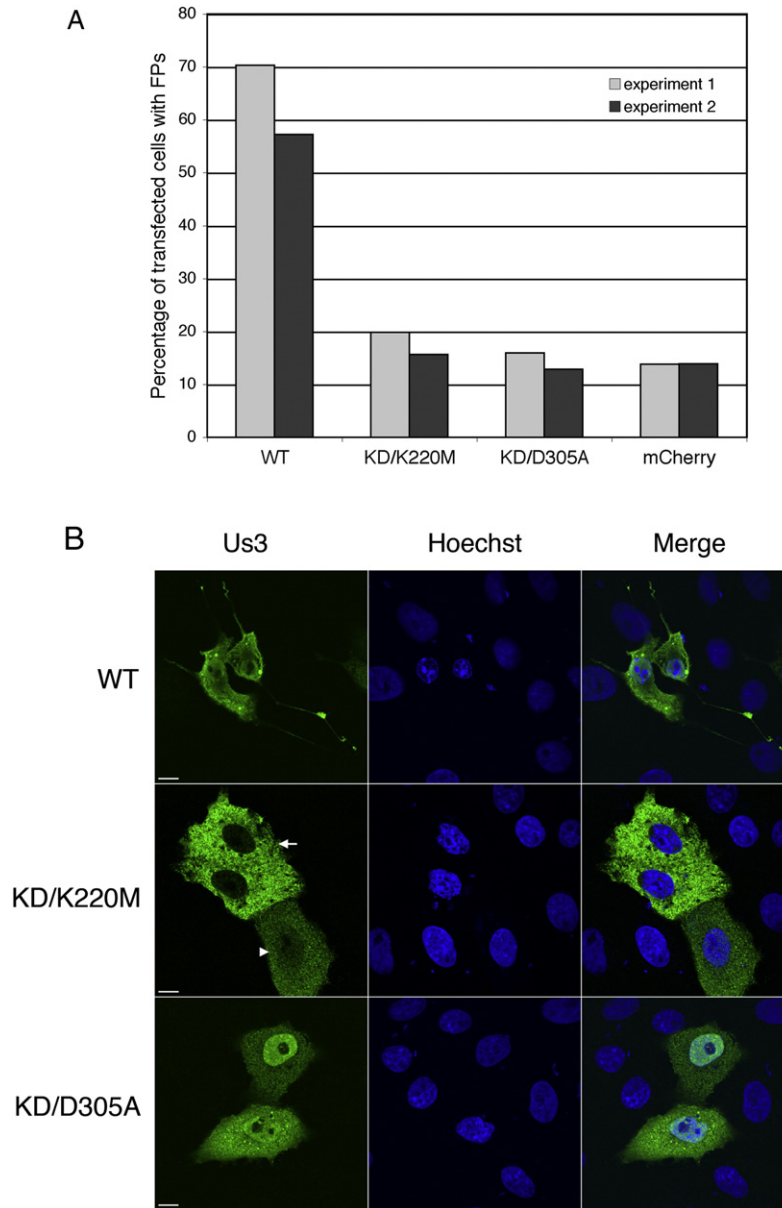 A
Percentage of transfected cells with FPs
80
70
60
50
40
30
20
10
0
experiment 1
experiment 2
WT KD/K220M KD/D305A mCherry
B
Us3 Hoechst Merge
WT
KD/K220M
KD/D305A